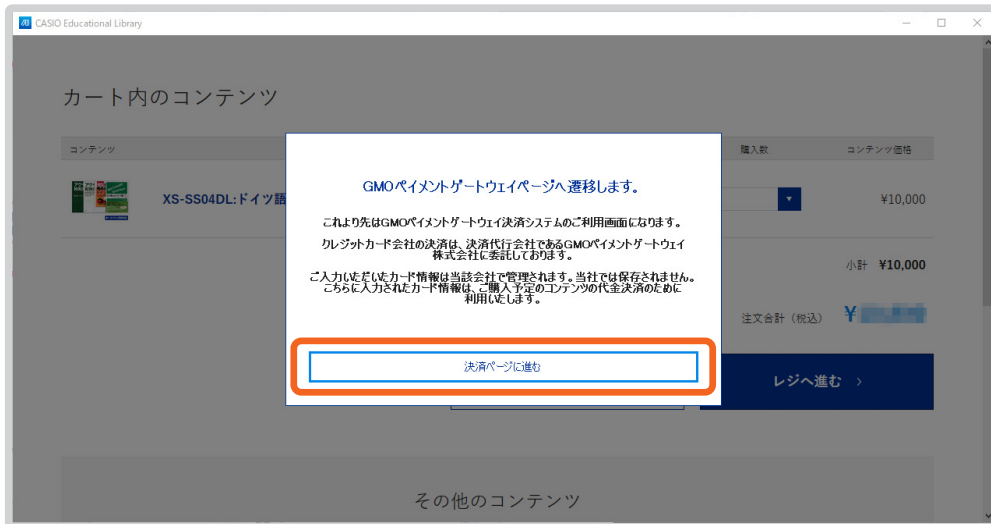 CASIO Educational Library
カート内のコンテンツ
コンテンツ
購入数
コンテンツ価格
XS-SS04DL:ドイツ語
¥10,000
GMOペイメントゲートウェイページへ遷移します。
これより先はGMOペイメントゲートウェイ決済システムのご利用画面になります。
クレジットカード会社の決済は、決済代行会社であるGMOペイメントゲートウェイ
株式会社に委託しております。
ご入力いただいたカード情報は当該会社で管理されます。当社では保存されません。
こちらに入力されたカード情報は、ご購入予定のコンテンツの代金決済のために
利用いたします。
決済ページに進む
小計 ¥10,000
注文合計（税込） ¥
レジへ進む >
その他のコンテンツ